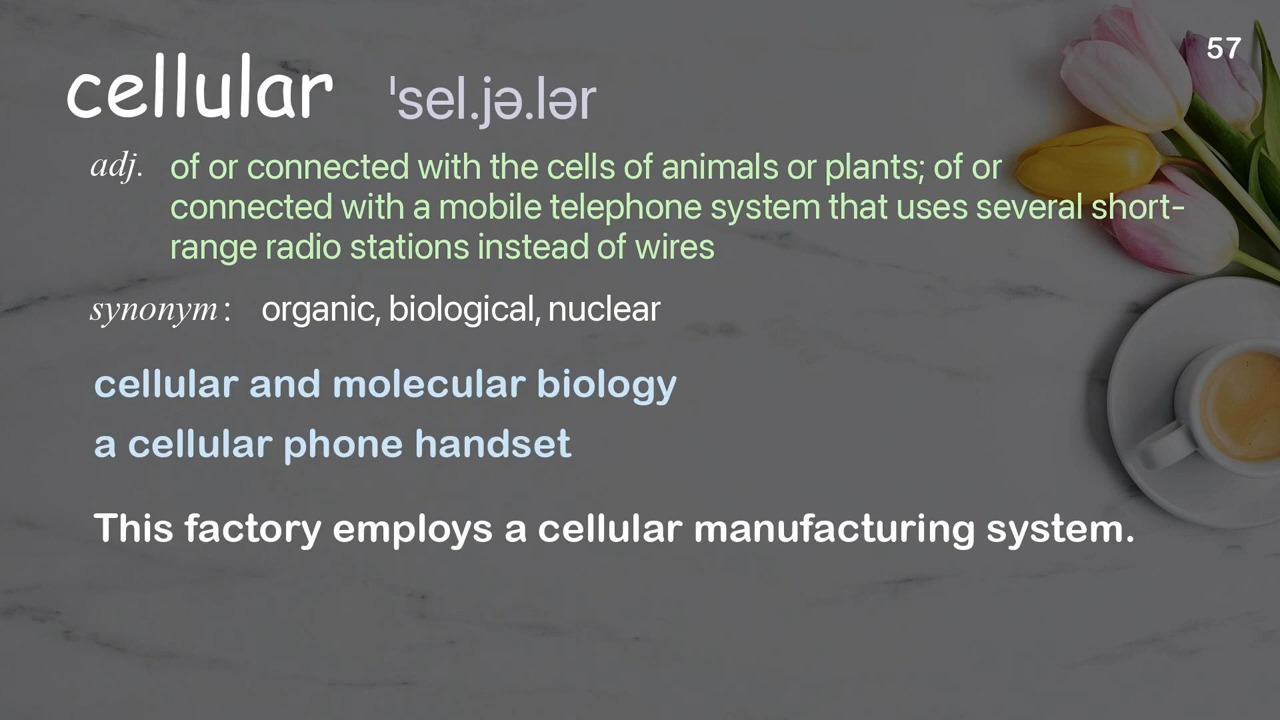 57
cellular ˈsel.jə.lər
adj. of or connected with the cells of animals or plants; of or
connected with a mobile telephone system that uses several short-
range radio stations instead of wires
synonym: organic, biological, nuclear
cellular and molecular biology
a cellular phone handset
This factory employs a cellular manufacturing system.